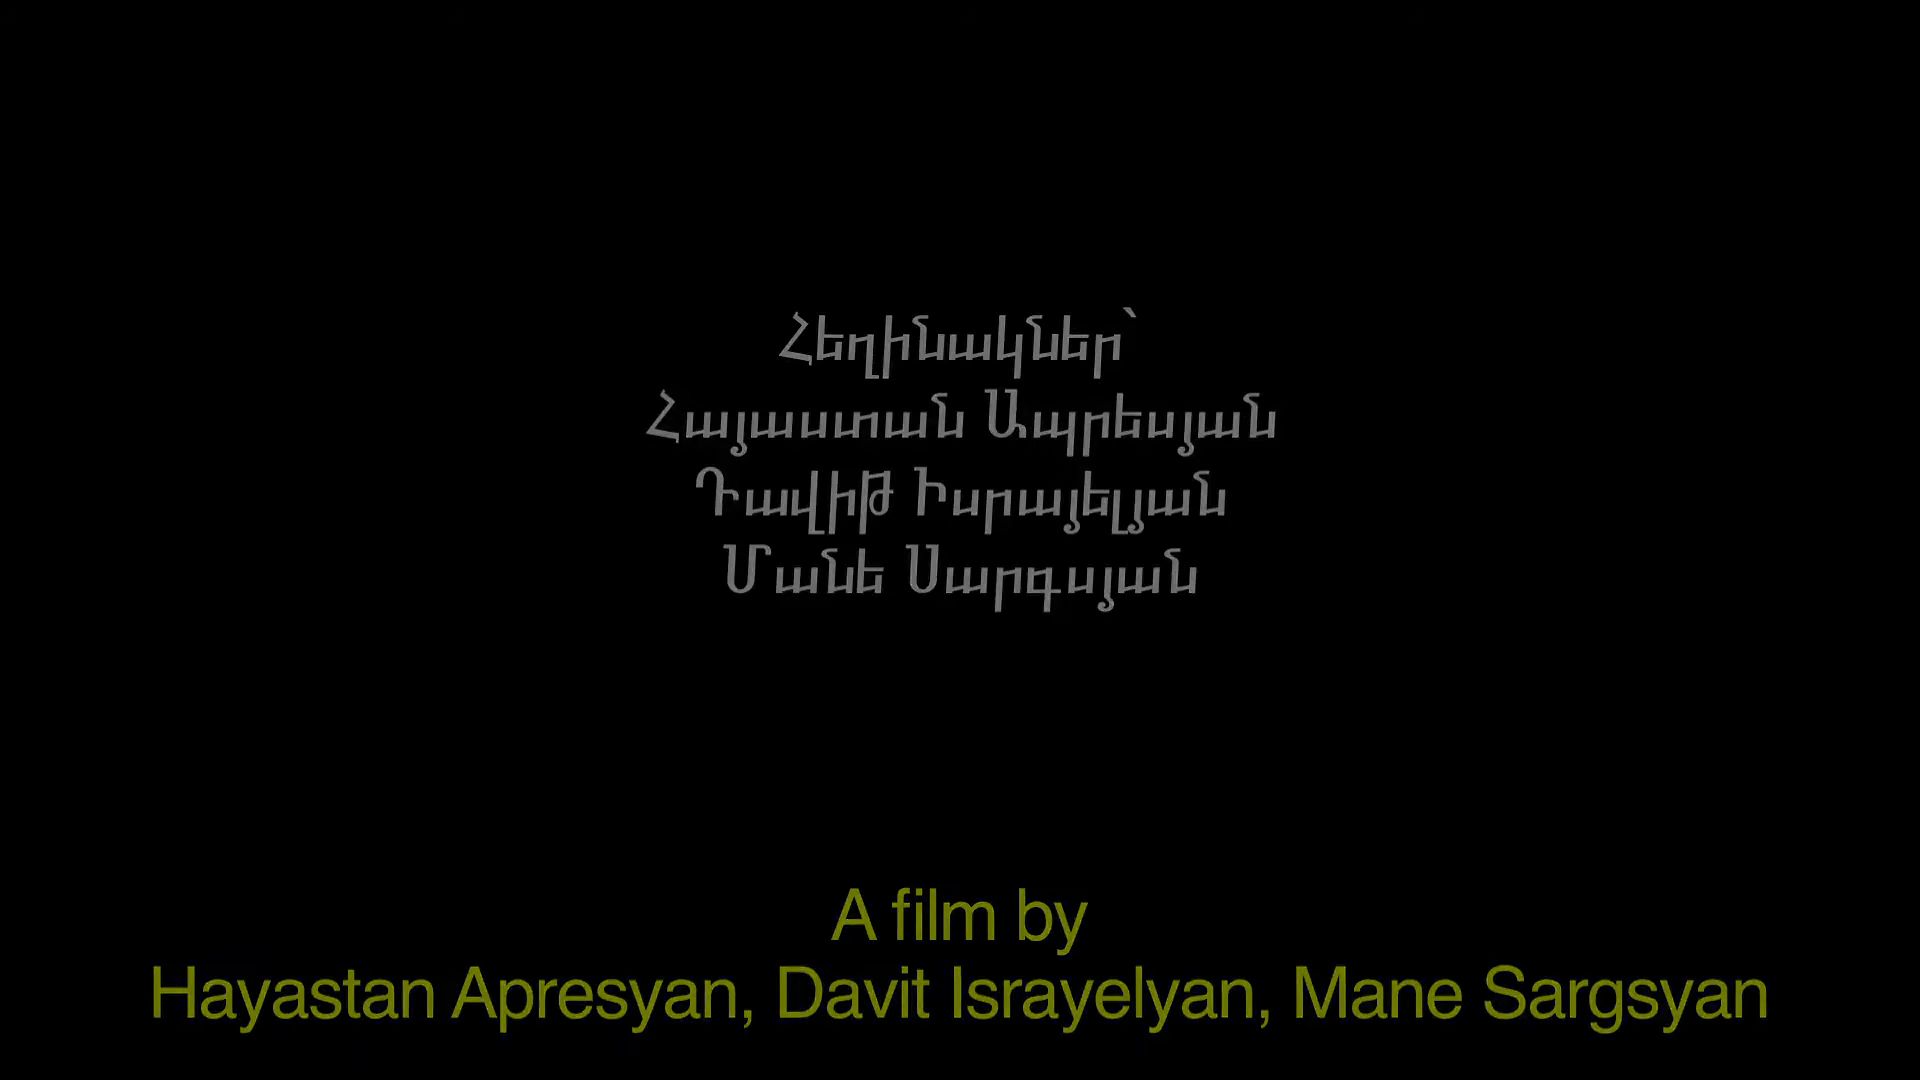 Հեղինակներ՝
Հայաստան Ապրեսյան
Դավիթ Իսրայելյան
Մանե Սարգսյան
A film by
Hayastan Apresyan, Davit Israyelyan, Mane Sargsyan